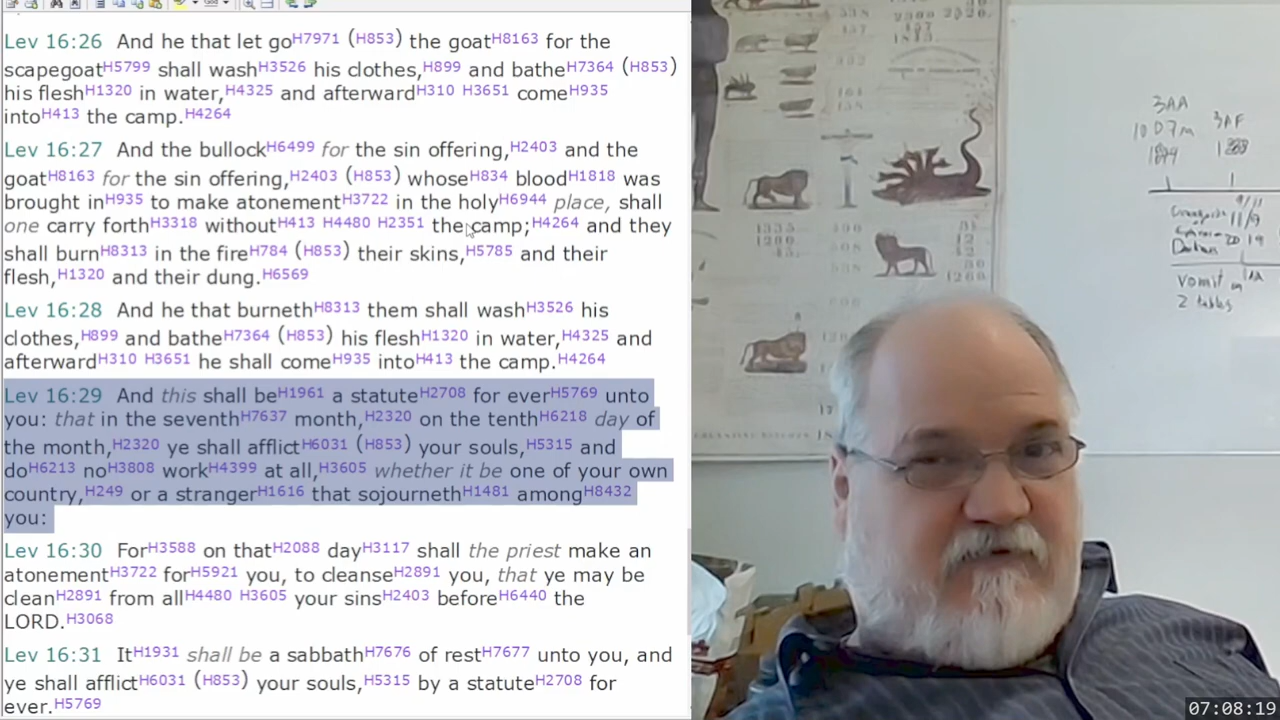 Lev 16:26 And he that let goH7971 (H853) the goatH8163 for the
scapegoatH5799 shall washH3526 his clothes,H899 and batheH7364 (H853)
his fleshH1320 in water,H4325 and afterwardH310 H3651 comeH935
intoH413 the camp.H4264
Lev 16:27 And the bullockH6499 for the sin offering,H2403 and the
goatH8163 for the sin offering,H2403 (H853) whoseH834 bloodH1818 was
brought inH935 to make atonementH3722 in the holyH6944 place, shall
one carry forthH3318 withoutH413 H4480 H2351 the camp;H4264 and they
shall burnH8313 in the fireH784 (H853) their skins,H5785 and their
flesh,H1320 and their dung.H6569
Lev 16:28 And he that burnethH8313 them shall washH3526 his
clothes,H899 and batheH7364 (H853) his fleshH1320 in water,H4325 and
afterwardH310 H3651 he shall comeH935 intoH413 the camp.H4264
Lev 16:29 And this shall beH1961 a statuteH2708 for everH5769 unto
you: that in the seventhH7637 month,H2320 on the tenthH6218 day of
the month,H2320 ye shall afflictH6031 (H853) your souls,H5315 and
doH6213 noH3808 workH4399 at all,H3605 whether it be one of your own
country,H249 or a strangerH1616 that sojournethH1481 amongH8432
you:
Lev 16:30 ForH3588 on thatH2088 dayH3117 shall the priest make an
atonementH3722 forH5921 you, to cleanseH2891 you, that ye may be
cleanH2891 from allH4480 H3605 your sinsH2403 beforeH6440 the
LORD.H3068
Lev 16:31 ItH1931 shall be a sabbathH7676 of restH7677 unto you, and
ye shall afflictH6031 (H853) your souls,H5315 by a statuteH2708 for
ever.H5769
3AA
3AF
11/9
2019
vomit
2 tables
1335
1290
45
508
538
1260
07:08:19